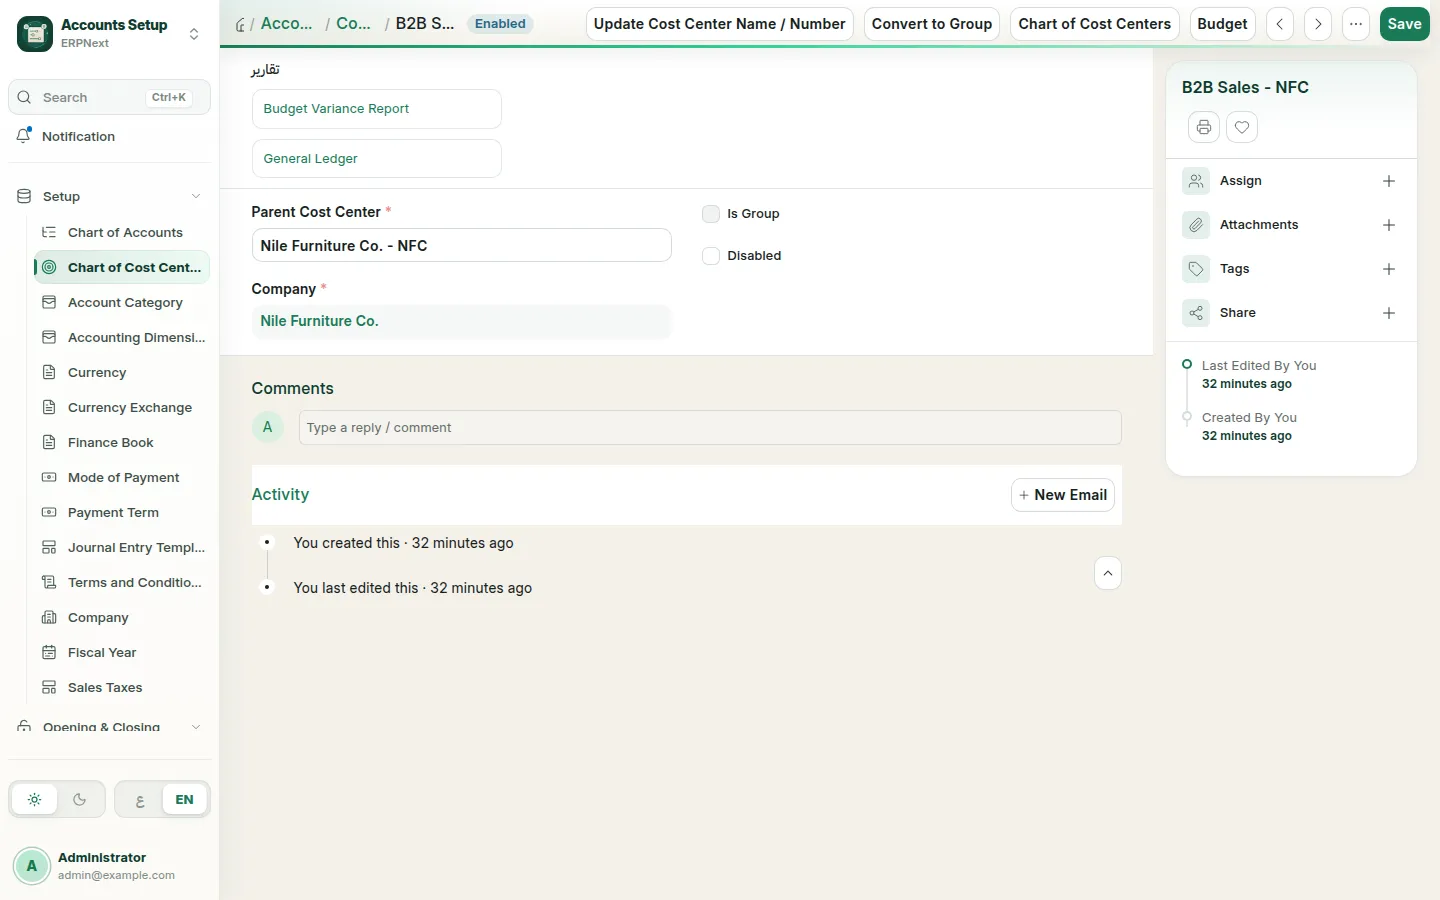 Accounts Setup
ERPNext
Search
Ctrl+K
Notification
Setup
Chart of Accounts
Chart of Cost Cent...
Account Category
Accounting Dimensi...
Currency
Currency Exchange
Finance Book
Mode of Payment
Payment Term
Journal Entry Templ...
Terms and Conditio...
Company
Fiscal Year
Sales Taxes
Opening & Closing
ع
EN
A
Administrator
admin@example.com
/ Acco... / Co... / B2B S...
Enabled
Update Cost Center Name / Number
Convert to Group
Chart of Cost Centers
Budget
Save
تقارير
Budget Variance Report
General Ledger
Parent Cost Center *
Nile Furniture Co. - NFC
Is Group
Disabled
Company *
Nile Furniture Co.
Comments
A
Type a reply / comment
Activity
New Email
You created this · 32 minutes ago
You last edited this · 32 minutes ago
B2B Sales - NFC
Assign
Attachments
Tags
Share
Last Edited By You
32 minutes ago
Created By You
32 minutes ago